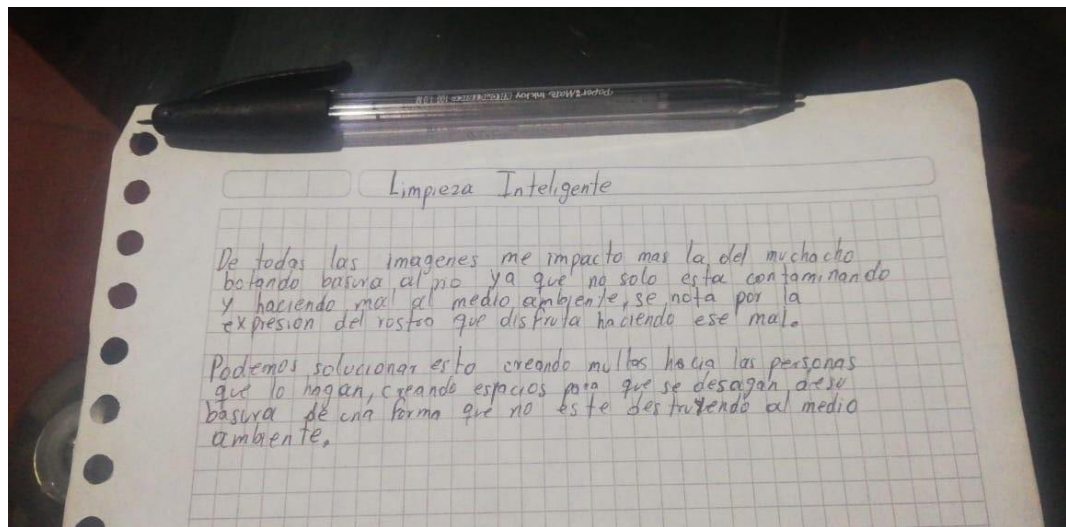 Paper Mate InkJoy
Limpieza Inteligente
De todas las imagenes me impacto mas la del muchacho
botando basura al rio ya que no solo esta contaminando
y haciendo mal al medio ambiente, se nota por la
expresion del rostro que disfruta haciendo ese mal.
Podemos solucionar esto creando multas hacia las personas
que lo hagan, creando espacios para que se desagan de su
basura de una forma que no este destruyendo al medio
ambiente.